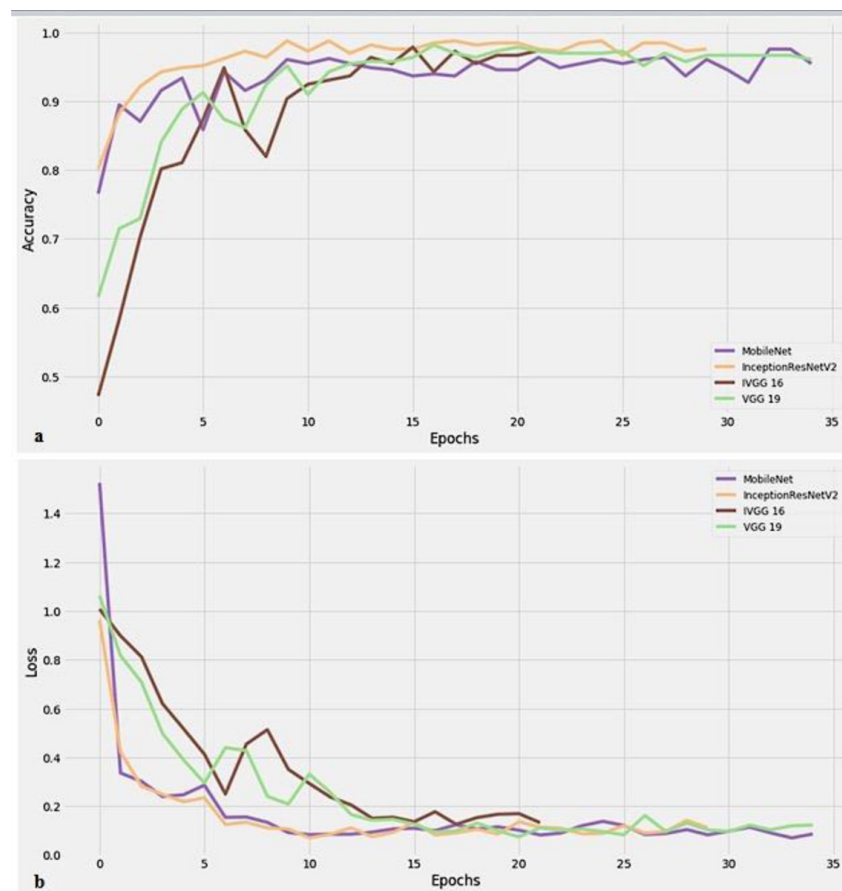 1.0
0.9
0.8
0.7
0.6
0.5
Accuracy
0 5 10 15 20 25 30 35
Epochs
MobileNet
InceptionResNetV2
IVGG 16
VGG 19
a
1.4
1.2
1.0
0.8
0.6
0.4
0.2
0.0
Loss
MobileNet
InceptionResNetV2
IVGG 16
VGG 19
0 5 10 15 20 25 30 35
Epochs
b